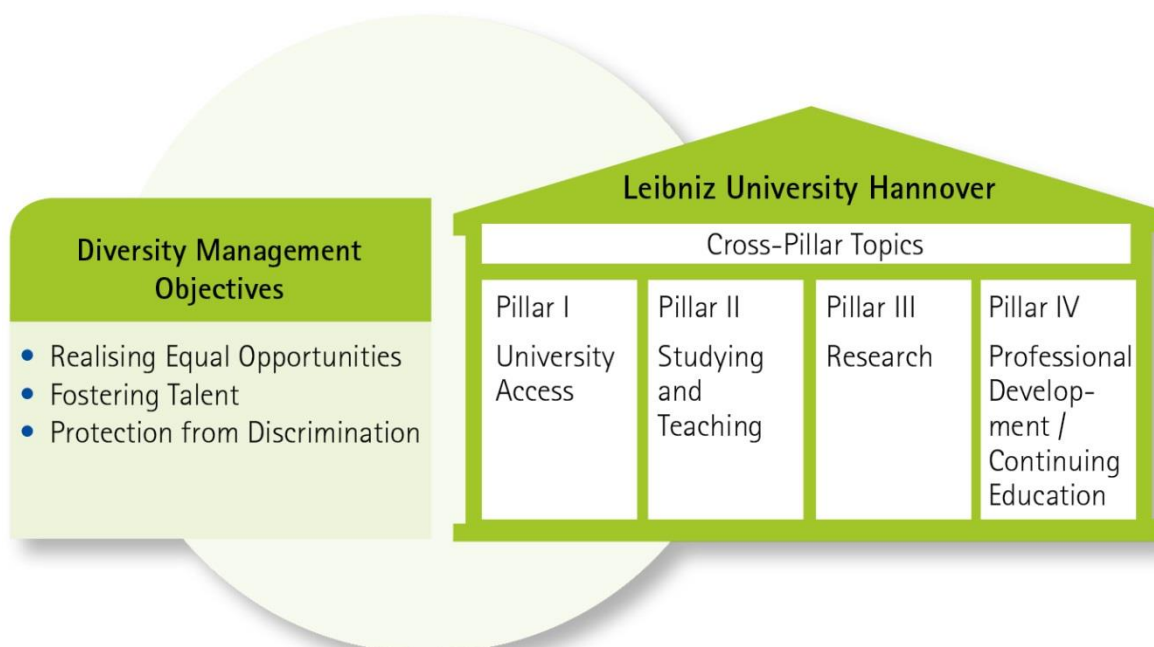 Diversity Management
Objectives
• Realising Equal Opportunities
• Fostering Talent
• Protection from Discrimination
Leibniz University Hannover
Cross-Pillar Topics
Pillar I
University
Access
Pillar II
Studying
and
Teaching
Pillar III
Research
Pillar IV
Professional
Develop-
ment /
Continuing
Education